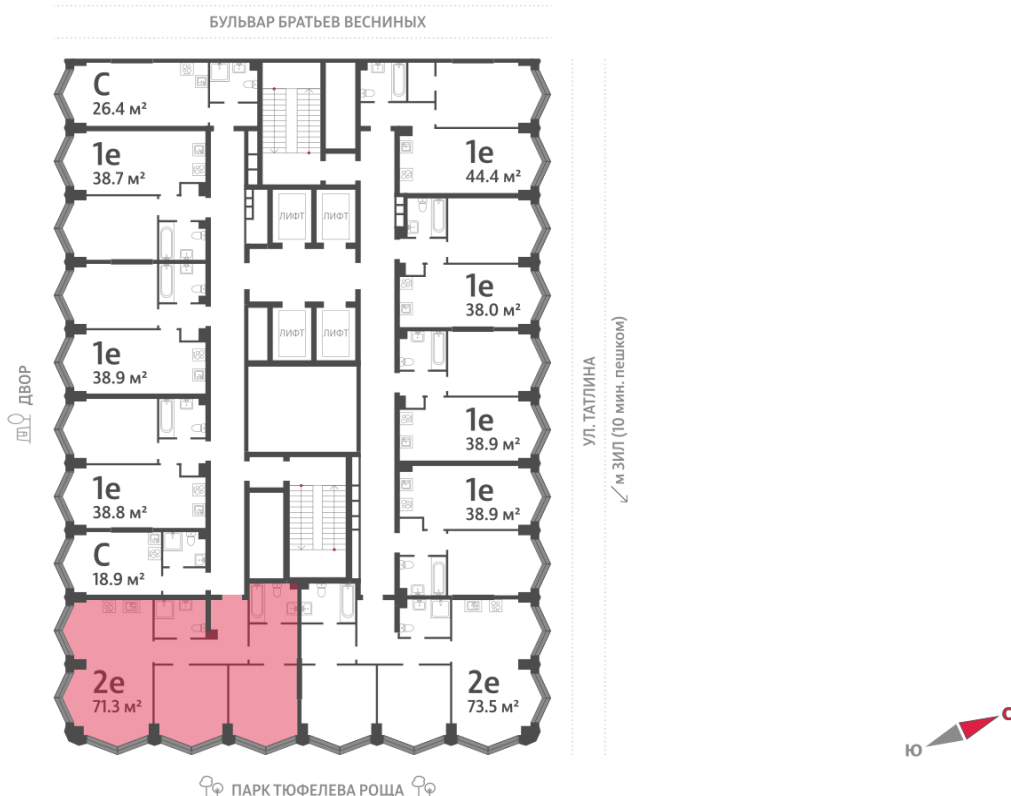 БУЛЬВАР БРАТЬЕВ ВЕСНИНЫХ
С
26.4 м²
1е
38.7 м²
1е
44.4 м²
ЛИФТ
ЛИФТ
1е
38.0 м²
ЛИФТ
ЛИФТ
1е
38.9 м²
1е
38.9 м²
1е
38.8 м²
1е
38.9 м²
С
18.9 м²
2е
71.3 м²
2е
73.5 м²
ДВОР
УЛ. ТАТЛИНА
м ЗИЛ (10 мин. пешком)
ПАРК ТЮФЕЛЕВА РОЩА
С
Ю